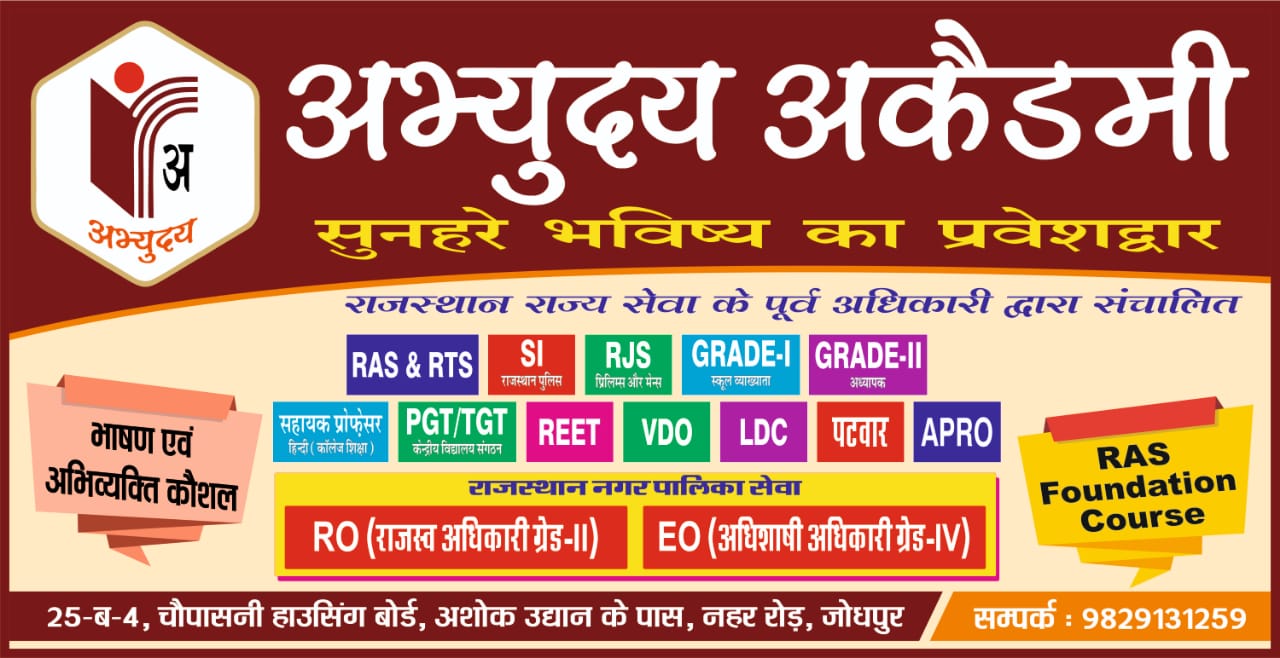 अभ्युदय अकैडमी
अ
अभ्युदय
सुनहरे भविष्य का प्रवेशद्वार
राजस्थान राज्य सेवा के पूर्व अधिकारी द्वारा संचालित
RAS & RTS
SI
राजस्थान पुलिस
RJS
प्रिलिम्स और मेन्स
GRADE-I
स्कूल व्याख्याता
GRADE-II
अध्यापक
सहायक प्रोफ़ेसर
हिन्दी ( कॉलेज शिक्षा )
PGT/TGT
केन्द्रीय विद्यालय संगठन
REET
VDO
LDC
पटवार
APRO
भाषण एवं
अभिव्यक्ति कौशल
राजस्थान नगर पालिका सेवा
RO (राजस्व अधिकारी ग्रेड-II)
EO (अधिशाषी अधिकारी ग्रेड-IV)
RAS
Foundation
Course
25-ब-4, चौपासनी हाउसिंग बोर्ड, अशोक उद्यान के पास, नहर रोड़, जोधपुर
सम्पर्क : 9829131259